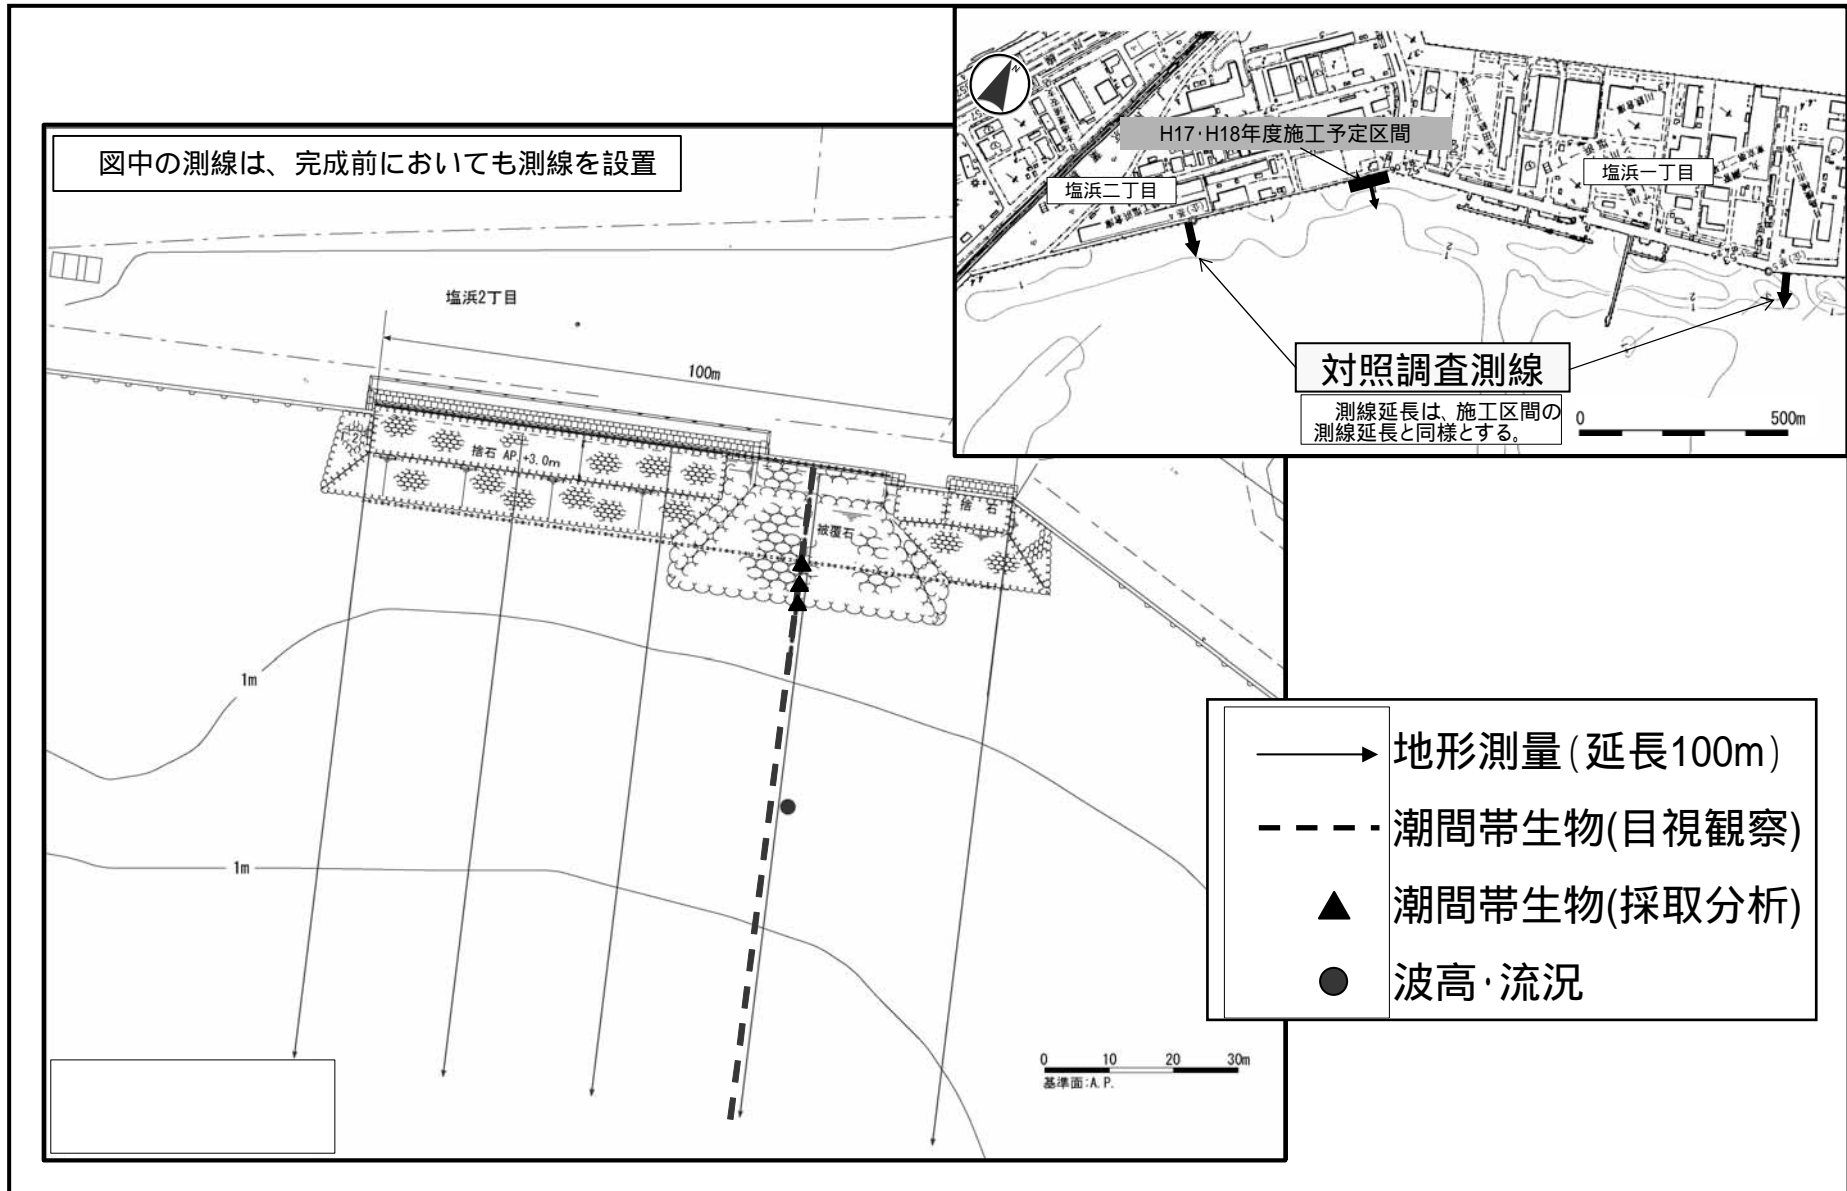 図中の測線は、完成前においても測線を設置
塩浜2丁目
100m
捨石 AP.+3.0m
被覆石
捨 石
1m
1m
0 10 20 30m
基準面:A.P.
N
H17・H18年度施工予定区間
塩浜二丁目
塩浜一丁目
対照調査測線
測線延長は、施工区間の
測線延長と同様とする。
0 500m
地形測量(延長100m)
潮間帯生物(目視観察)
潮間帯生物(採取分析)
波高・流況